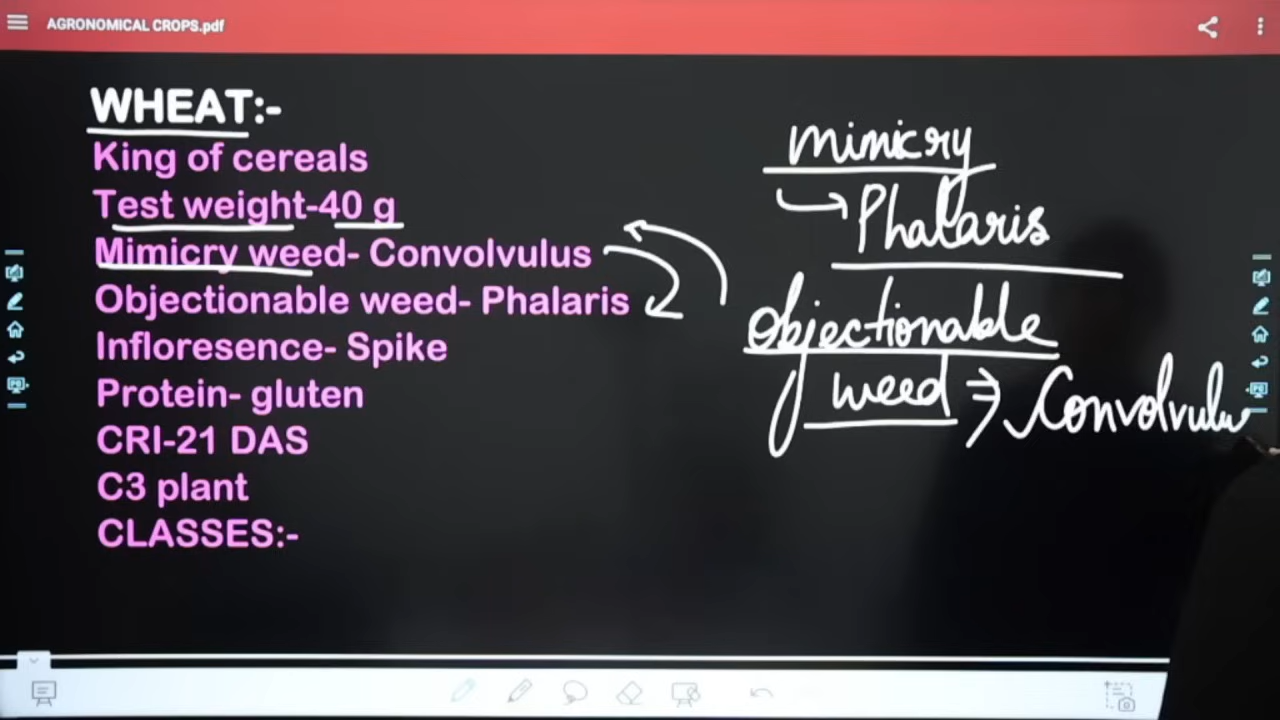 AGRONOMICAL CROPS.pdf
WHEAT:-
King of cereals
Test weight-40 g
Mimicry weed- Convolvulus
Objectionable weed- Phalaris
Infloresence- Spike
Protein- gluten
CRI-21 DAS
C3 plant
CLASSES:-
mimicry
Phalaris
objectionable
weed ⇒ Convolvulu